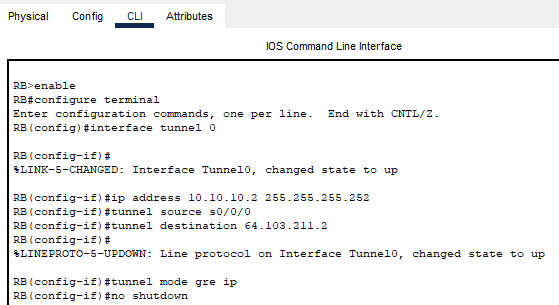 Physical Config CLI Attributes
IOS Command Line Interface
RB>enable
RB#configure terminal
Enter configuration commands, one per line.  End with CNTL/Z.
RB(config)#interface tunnel 0
RB(config-if)#
%LINK-5-CHANGED: Interface Tunnel0, changed state to up
RB(config-if)#ip address 10.10.10.2 255.255.255.252
RB(config-if)#tunnel source s0/0/0
RB(config-if)#tunnel destination 64.103.211.2
RB(config-if)#
%LINEPROTO-5-UPDOWN: Line protocol on Interface Tunnel0, changed state to up
RB(config-if)#tunnel mode gre ip
RB(config-if)#no shutdown